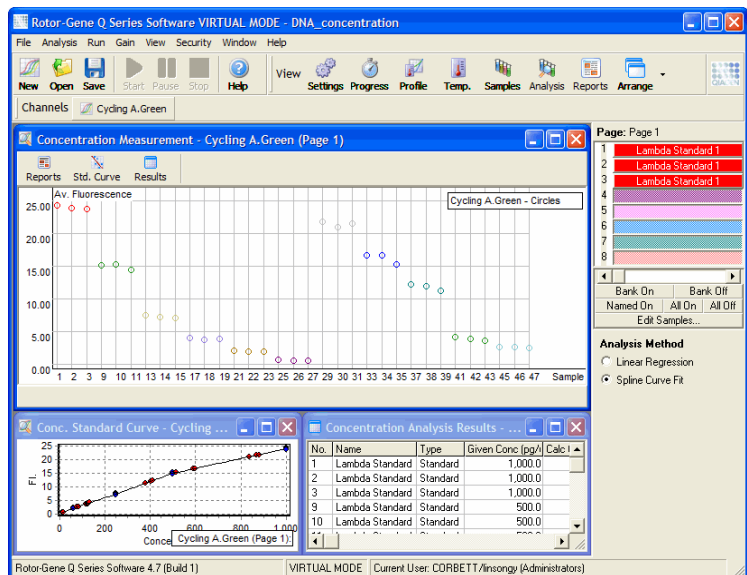 Rotor-Gene Q Series Software VIRTUAL MODE - DNA_concentration
File Analysis Run Gain View Security Window Help
New Open Save Start Pause Stop Help View Settings Progress Profile Temp. Samples Analysis Reports Arrange
QIAGEN
Channels Cycling A.Green
Concentration Measurement - Cycling A.Green (Page 1)
Reports Std. Curve Results
Av. Fluorescence
Cycling A.Green - Circles
25.00
20.00
15.00
10.00
5.00
0.00
1 2 3 9 10 11 13 14 15 17 18 19 21 22 23 25 26 27 29 30 31 33 34 35 37 38 39 41 42 43 45 46 47 Sample
Page: Page 1
1 Lambda Standard 1
2 Lambda Standard 1
3 Lambda Standard 1
4
5
6
7
8
Bank On Bank Off
Named On All On All Off
Edit Samples...
Analysis Method
Linear Regression
Spline Curve Fit
Conc. Standard Curve - Cycling ...
25
20
15
10
5
0
Fl.
0 200 400 600 800 1,000
Conce
Cycling A.Green (Page 1):
Concentration Analysis Results - ...
No. Name Type Given Conc (pg/ Calc
1 Lambda Standard Standard 1,000.0
2 Lambda Standard Standard 1,000.0
3 Lambda Standard Standard 1,000.0
9 Lambda Standard Standard 500.0
10 Lambda Standard Standard 500.0
Rotor-Gene Q Series Software 4.7 (Build 1) VIRTUAL MODE Current User: CORBETT/linsongy (Administrators)